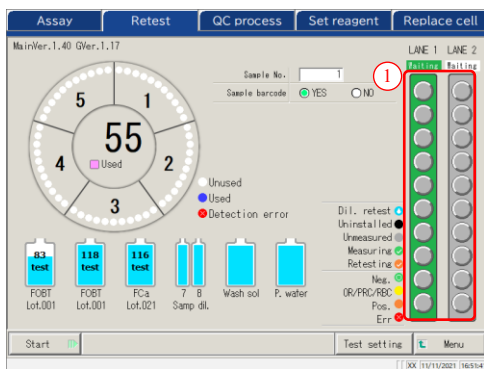 Assay
Retest
QC process
Set reagent
Replace cell
MainVer.1.40 GVer.1.17
LANE 1 LANE 2
Waiting Waiting
Sample No. 1
Sample barcode YES NO
1
5 1
55
Used
4 2
3
Unused
Used
Detection error
Dil. retest
Uninstalled
Unmeasured
Measuring
Retesting
Neg.
OR/PRC/RBC
Pos.
Err
83 test
118 test
116 test
FOBT Lot.001
FOBT Lot.001
FCa Lot.021
7 8
Samp dil.
Wash sol
P. water
Start
Test setting
Menu
XX 11/11/2021 16:51:4